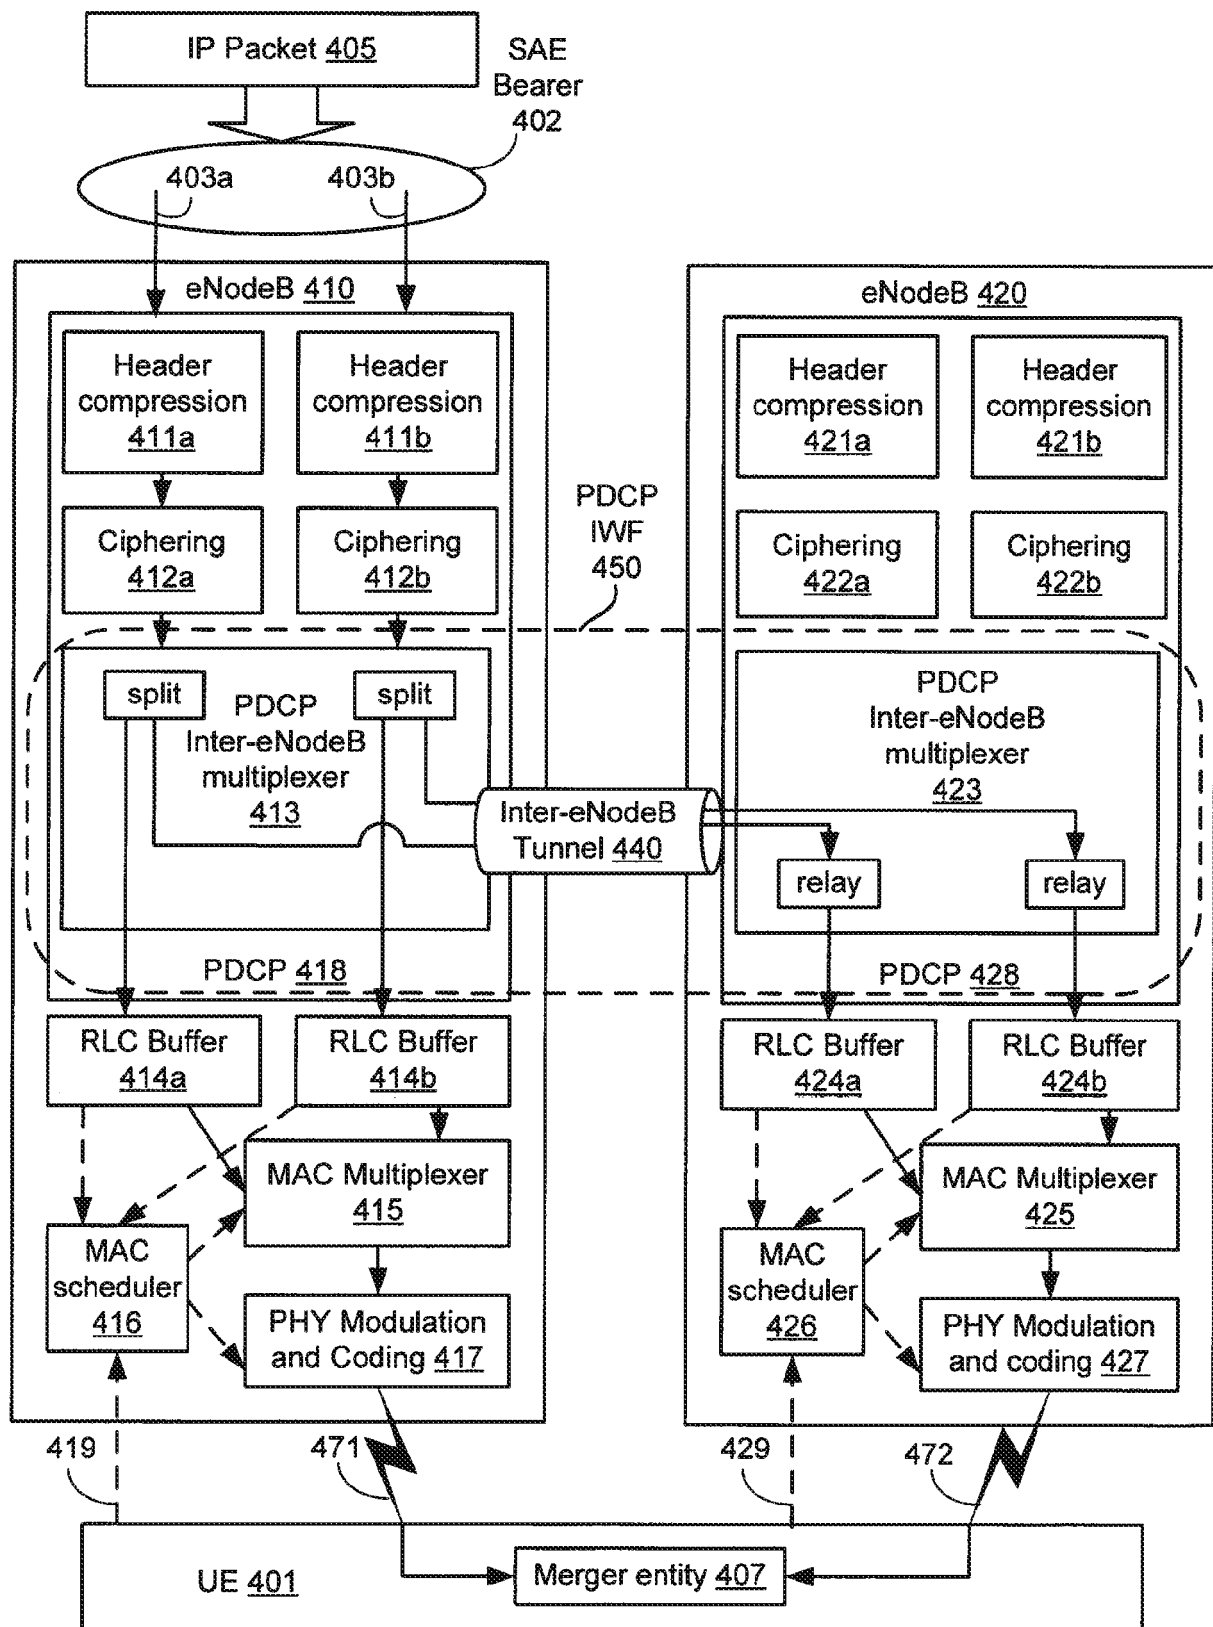 IP Packet 405
SAE
Bearer
402
403a
403b
eNodeB 410
Header
compression
411a
Header
compression
411b
Ciphering
412a
Ciphering
412b
split
split
PDCP
Inter-eNodeB
multiplexer
413
PDCP 418
RLC Buffer
414a
RLC Buffer
414b
MAC Multiplexer
415
MAC
scheduler
416
PHY Modulation
and Coding 417
PDCP
IWF
450
Inter-eNodeB
Tunnel 440
eNodeB 420
Header
compression
421a
Header
compression
421b
Ciphering
422a
Ciphering
422b
PDCP
Inter-eNodeB
multiplexer
423
relay
relay
PDCP 428
RLC Buffer
424a
RLC Buffer
424b
MAC Multiplexer
425
MAC
scheduler
426
PHY Modulation
and coding 427
419
471
429
472
UE 401
Merger entity 407